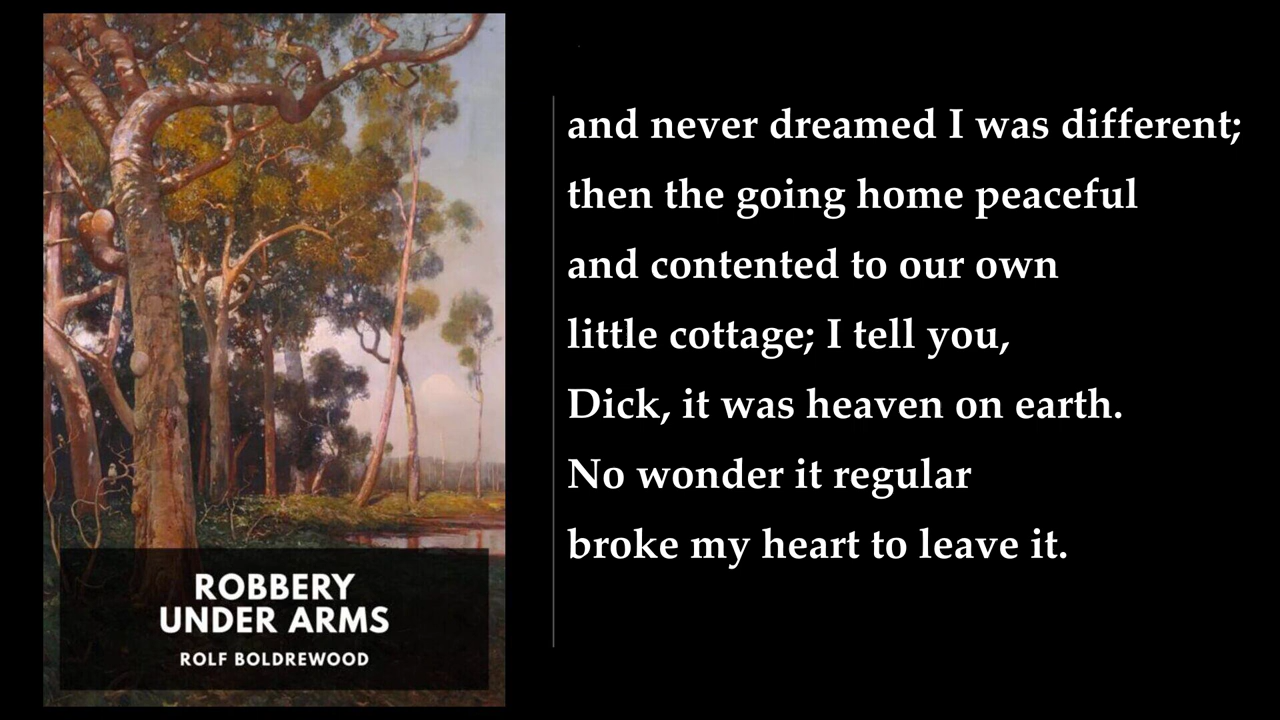 and never dreamed I was different;
then the going home peaceful
and contented to our own
little cottage; I tell you,
Dick, it was heaven on earth.
No wonder it regular
broke my heart to leave it.
ROBBERY
UNDER ARMS
ROLF BOLDREWOOD